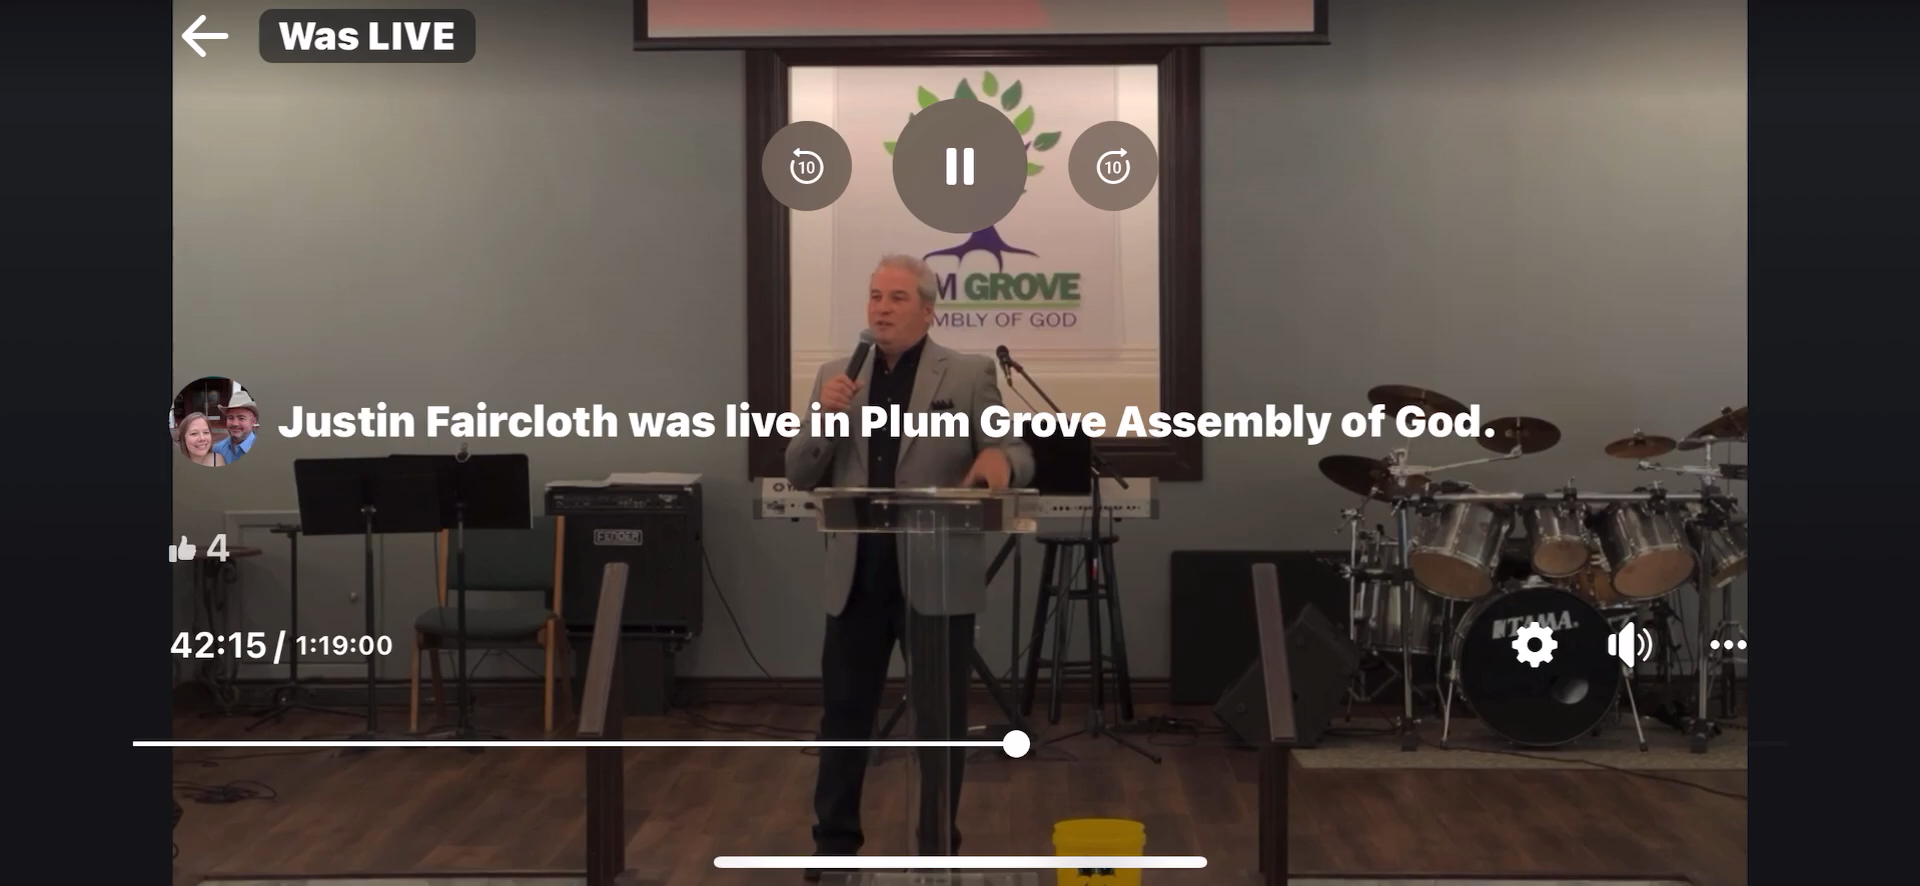 Was LIVE
10
10
M GROVE
MBLY OF GOD
Justin Faircloth was live in Plum Grove Assembly of God.
FENDER
4
42:15 / 1:19:00
TAMA.